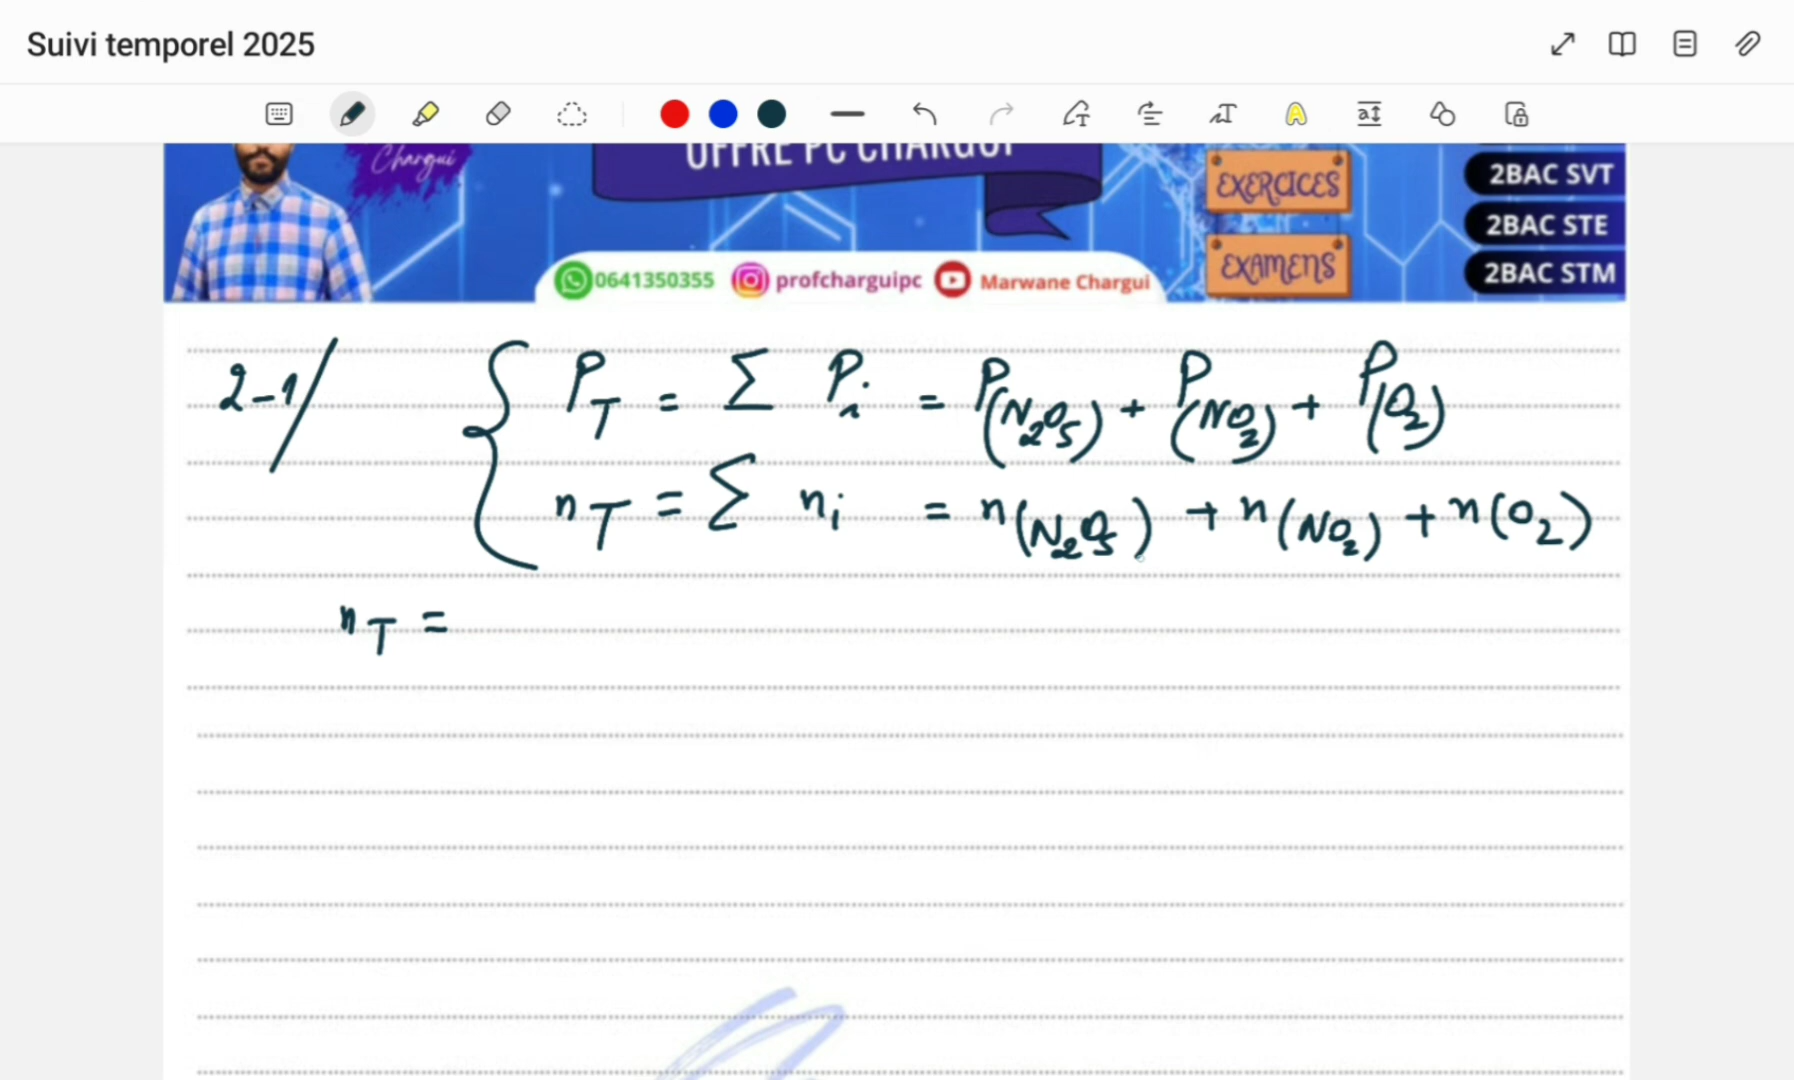 Suivi temporel 2025
Chargui
OFFRE PC CHARGUI
EXERCICES
EXAMENS
2BAC SVT
2BAC STE
2BAC STM
0641350355 profcharguipc Marwane Chargui
2-1/ { P_T = Σ P_i = P(N₂O₅) + P(NO₂) + P(O₂)
n_T = Σ n_i = n(N₂O₅) + n(NO₂) + n(O₂)
n_T =